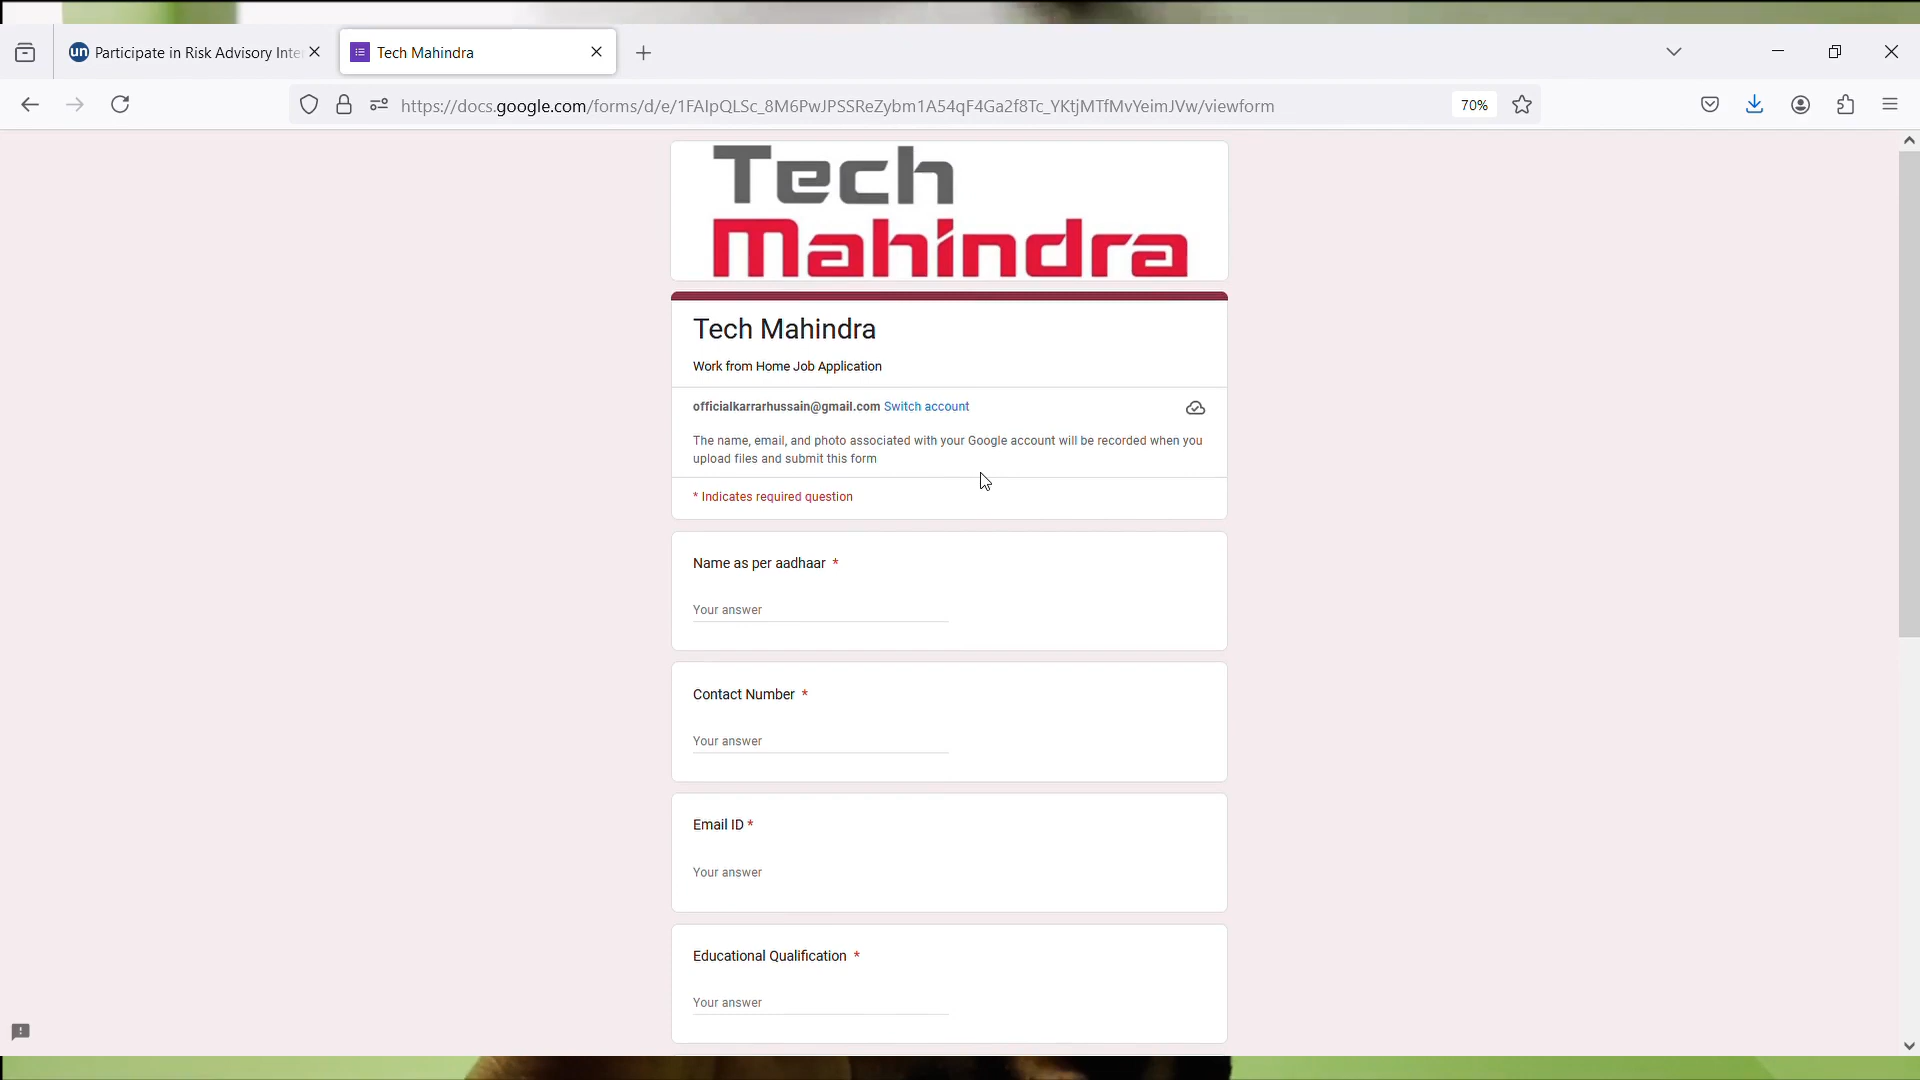 un Participate in Risk Advisory Inte
Tech Mahindra
https://docs.google.com/forms/d/e/1FAIpQLSc_8M6PwJPSSReZybm1A54qF4Ga2f8Tc_YKtjMTfMvYeimJVw/viewform
70%
Tech
Mahindra
Tech Mahindra
Work from Home Job Application
officialkarrarhussain@gmail.com Switch account
The name, email, and photo associated with your Google account will be recorded when you
upload files and submit this form
* Indicates required question
Name as per aadhaar *
Your answer
Contact Number *
Your answer
Email ID *
Your answer
Educational Qualification *
Your answer